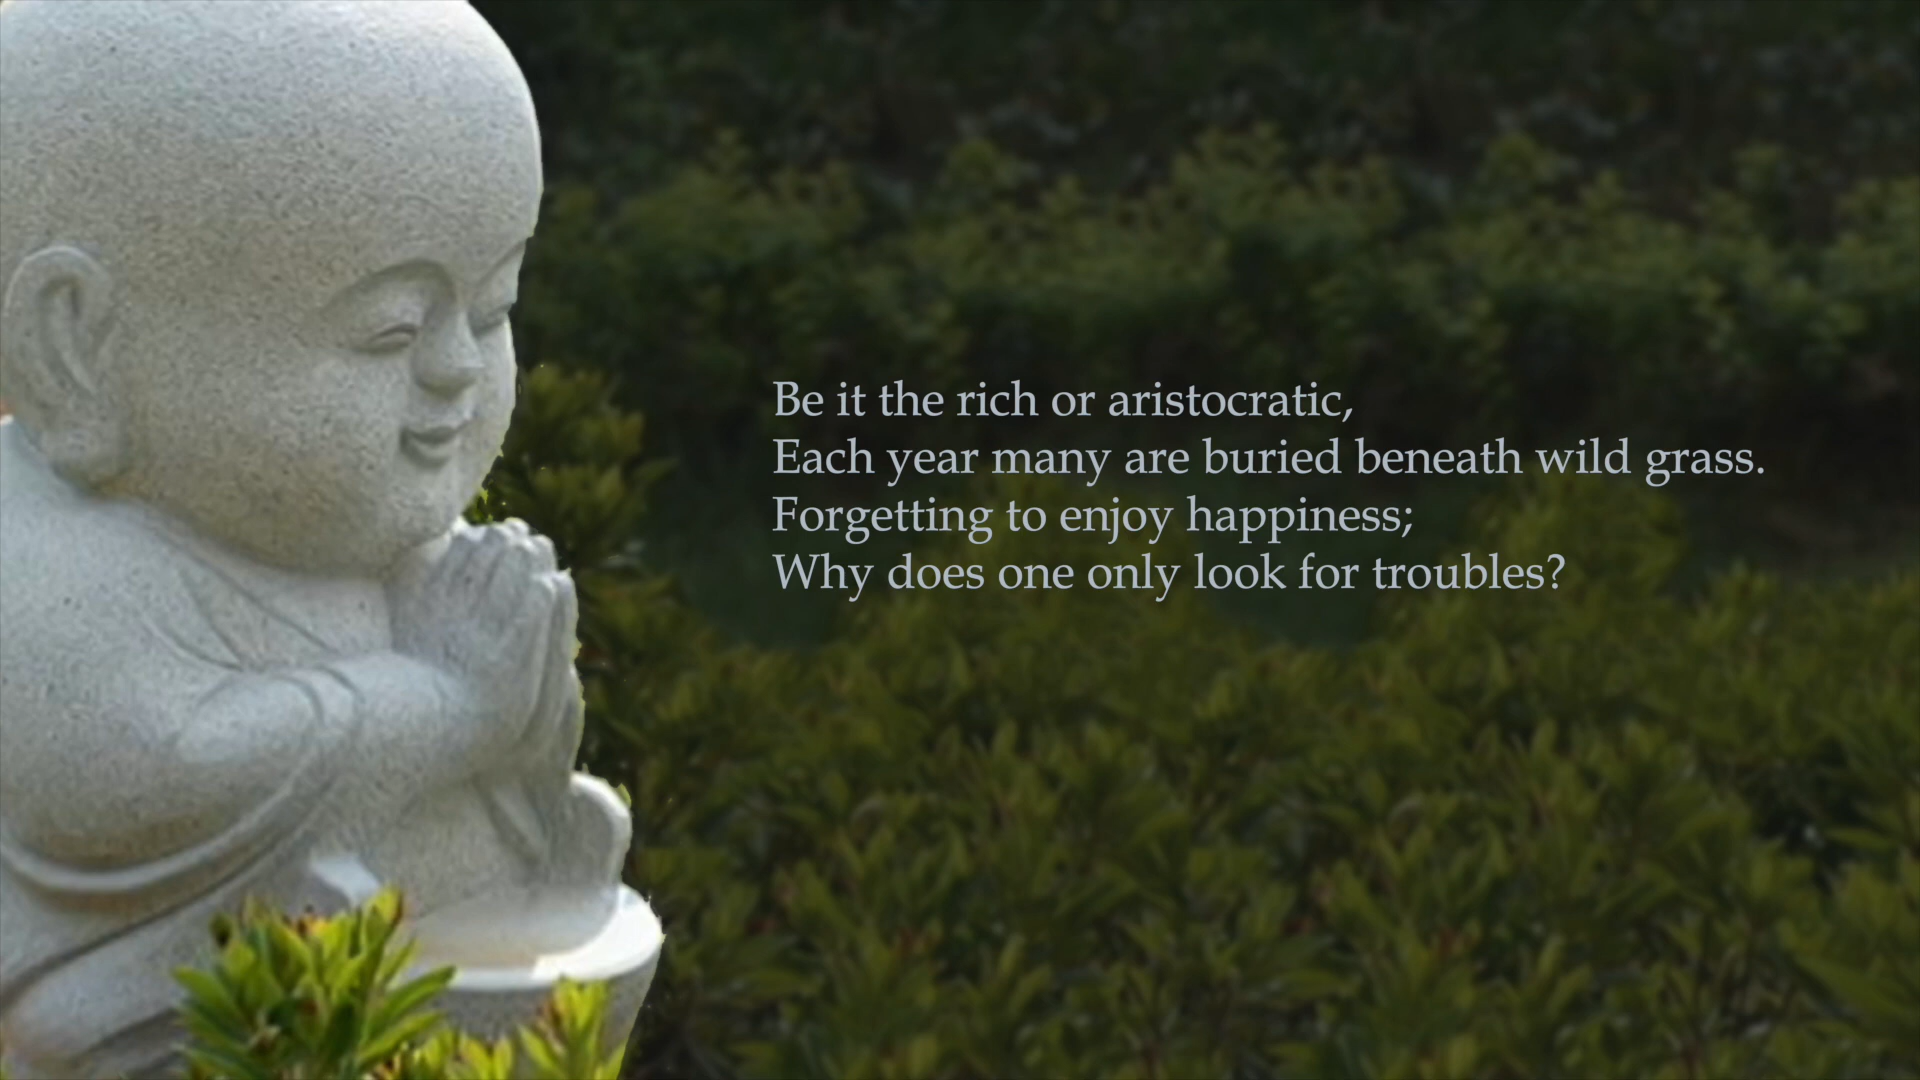 Be it the rich or aristocratic,
Each year many are buried beneath wild grass.
Forgetting to enjoy happiness;
Why does one only look for troubles?